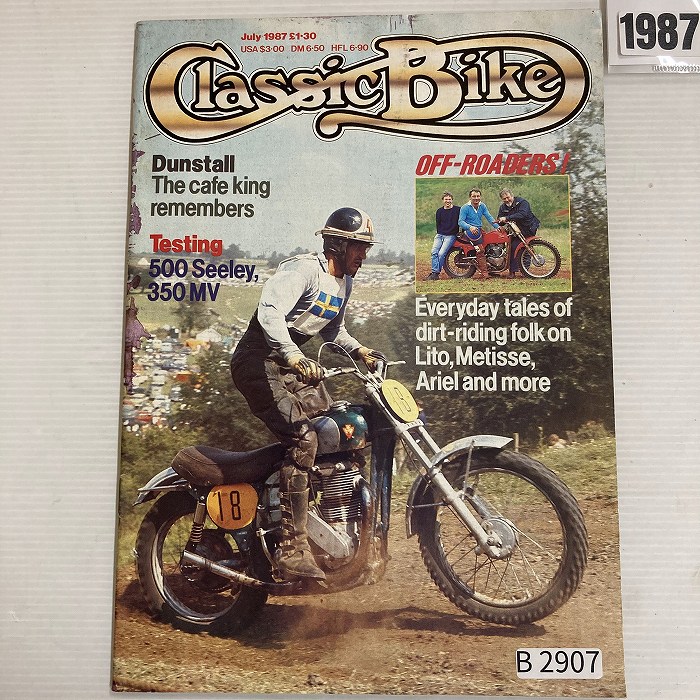 1987
July 1987 £1·30
USA $3·00 DM 6·50 HFL 6·90
Classic Bike
Dunstall
The cafe king
remembers
Testing
500 Seeley,
350 MV
OFF-ROADERS!
Everyday tales of
dirt-riding folk on
Lito, Metisse,
Ariel and more
8
18
B 2907